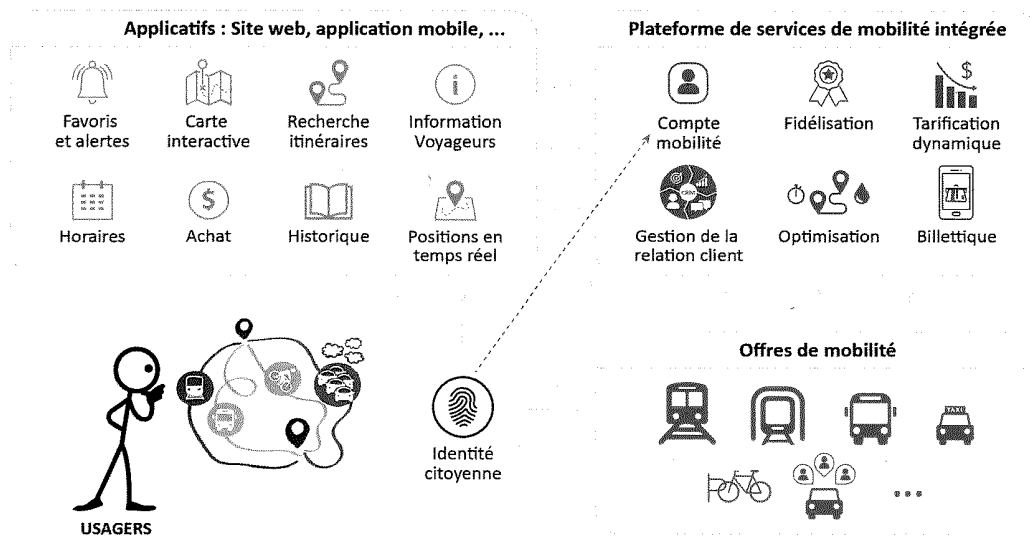 Applicatifs : Site web, application mobile, ...
Favoris
et alertes
Carte
interactive
Recherche
itinéraires
Information
Voyageurs
Horaires
Achat
Historique
Positions en
temps réel
Plateforme de services de mobilité intégrée
Compte
mobilité
Fidélisation
$
Tarification
dynamique
CRM
Gestion de la
relation client
Optimisation
Billettique
Identité
citoyenne
USAGERS
Offres de mobilité
TAXI
...